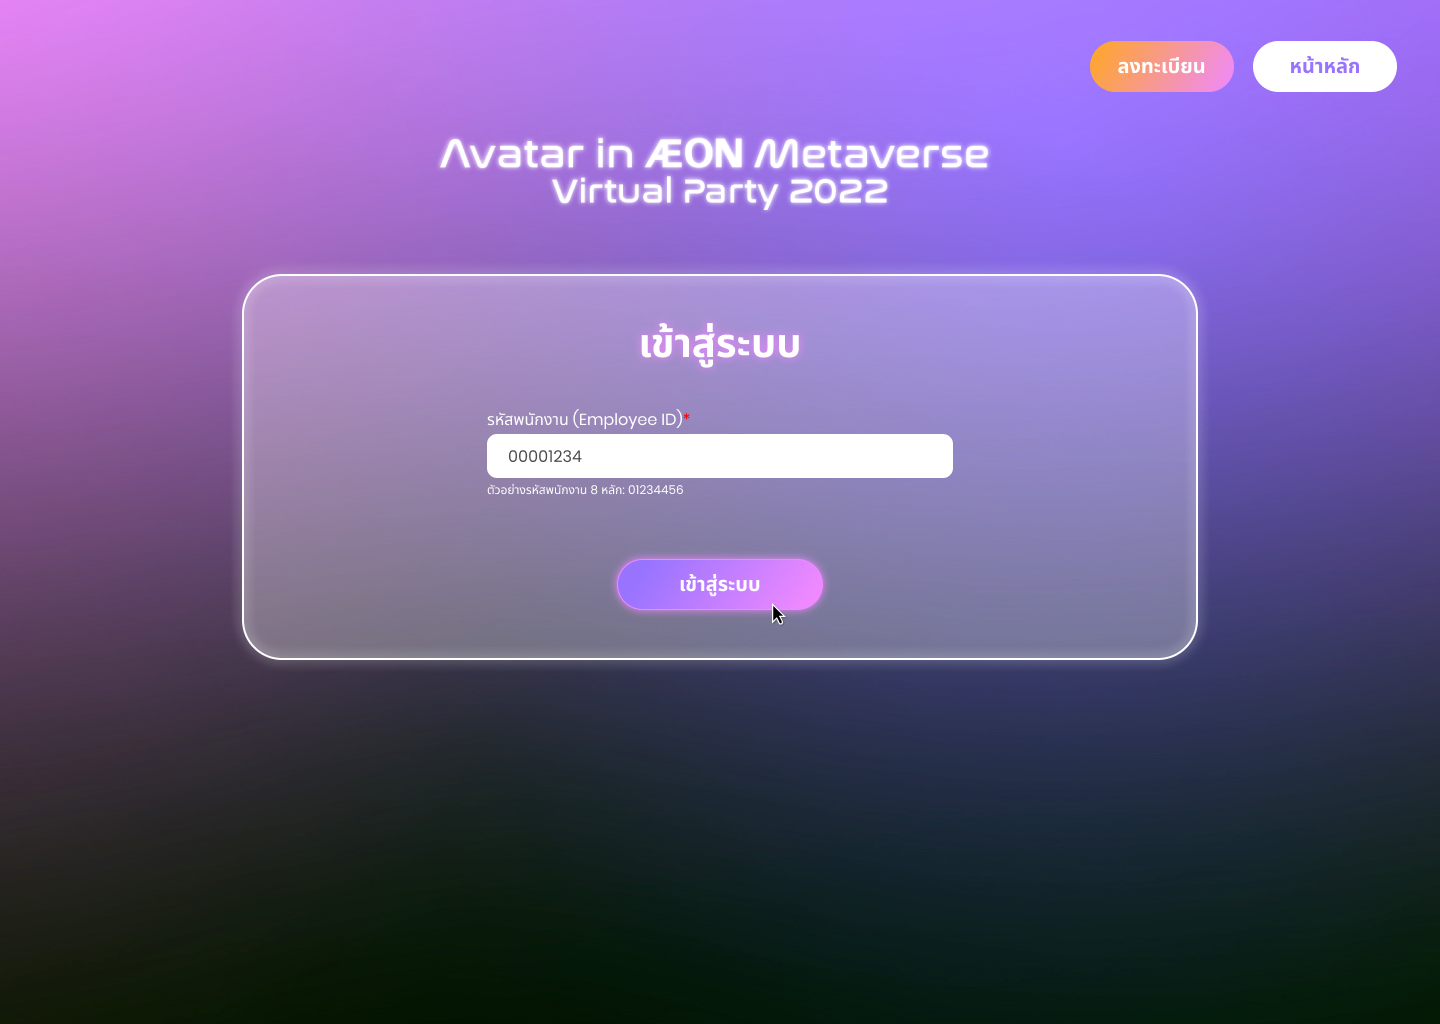 ลงทะเบียน หน้าหลัก
Avatar in ÆON Metaverse
Virtual Party 2022
เข้าสู่ระบบ
รหัสพนักงาน (Employee ID)*
00001234
ตัวอย่างรหัสพนักงาน 8 หลัก: 01234456
เข้าสู่ระบบ